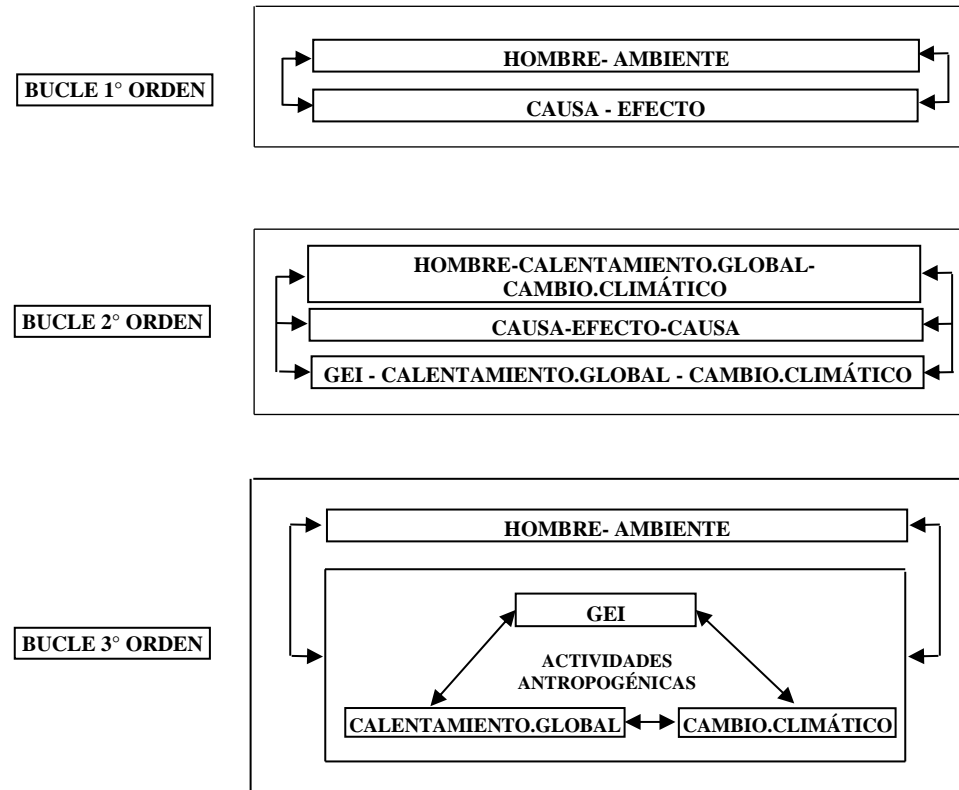 HOMBRE- AMBIENTE
BUCLE 1° ORDEN
CAUSA - EFECTO
HOMBRE-CALENTAMIENTO.GLOBAL-
CAMBIO.CLIMÁTICO
BUCLE 2° ORDEN
CAUSA-EFECTO-CAUSA
GEI - CALENTAMIENTO.GLOBAL - CAMBIO.CLIMÁTICO
HOMBRE- AMBIENTE
GEI
BUCLE 3° ORDEN
ACTIVIDADES
ANTROPOGÉNICAS
CALENTAMIENTO.GLOBAL
CAMBIO.CLIMÁTICO